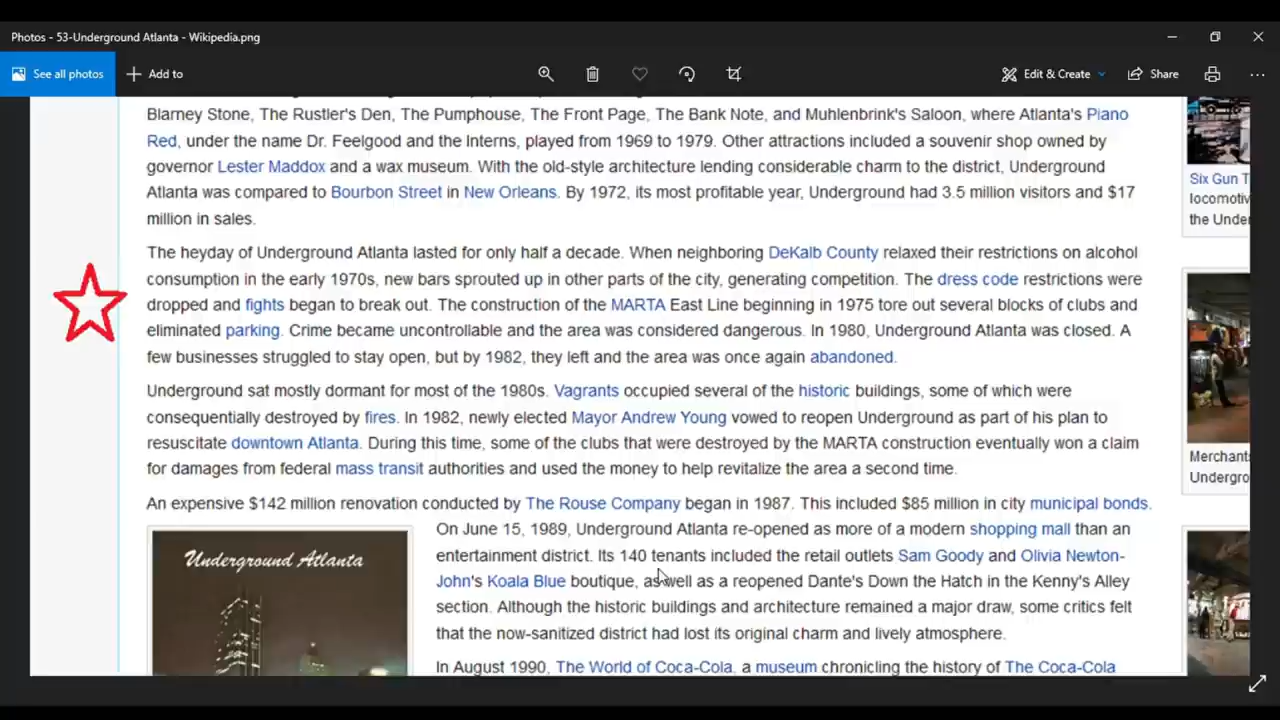 Photos - 53-Underground Atlanta - Wikipedia.png
See all photos
Add to
Edit & Create
Share
Blarney Stone, The Rustler's Den, The Pumphouse, The Front Page, The Bank Note, and Muhlenbrink's Saloon, where Atlanta's Piano
Red, under the name Dr. Feelgood and the Interns, played from 1969 to 1979. Other attractions included a souvenir shop owned by
governor Lester Maddox and a wax museum. With the old-style architecture lending considerable charm to the district, Underground
Atlanta was compared to Bourbon Street in New Orleans. By 1972, its most profitable year, Underground had 3.5 million visitors and $17
million in sales.
The heyday of Underground Atlanta lasted for only half a decade. When neighboring DeKalb County relaxed their restrictions on alcohol
consumption in the early 1970s, new bars sprouted up in other parts of the city, generating competition. The dress code restrictions were
dropped and fights began to break out. The construction of the MARTA East Line beginning in 1975 tore out several blocks of clubs and
eliminated parking. Crime became uncontrollable and the area was considered dangerous. In 1980, Underground Atlanta was closed. A
few businesses struggled to stay open, but by 1982, they left and the area was once again abandoned.
Underground sat mostly dormant for most of the 1980s. Vagrants occupied several of the historic buildings, some of which were
consequentially destroyed by fires. In 1982, newly elected Mayor Andrew Young vowed to reopen Underground as part of his plan to
resuscitate downtown Atlanta. During this time, some of the clubs that were destroyed by the MARTA construction eventually won a claim
for damages from federal mass transit authorities and used the money to help revitalize the area a second time.
An expensive $142 million renovation conducted by The Rouse Company began in 1987. This included $85 million in city municipal bonds.
On June 15, 1989, Underground Atlanta re-opened as more of a modern shopping mall than an
entertainment district. Its 140 tenants included the retail outlets Sam Goody and Olivia Newton-
John's Koala Blue boutique, as well as a reopened Dante's Down the Hatch in the Kenny's Alley
section. Although the historic buildings and architecture remained a major draw, some critics felt
that the now-sanitized district had lost its original charm and lively atmosphere.
In August 1990, The World of Coca-Cola, a museum chronicling the history of The Coca-Cola
Underground Atlanta
Six Gun T
locomotiv
the Under
Merchants
Undergro